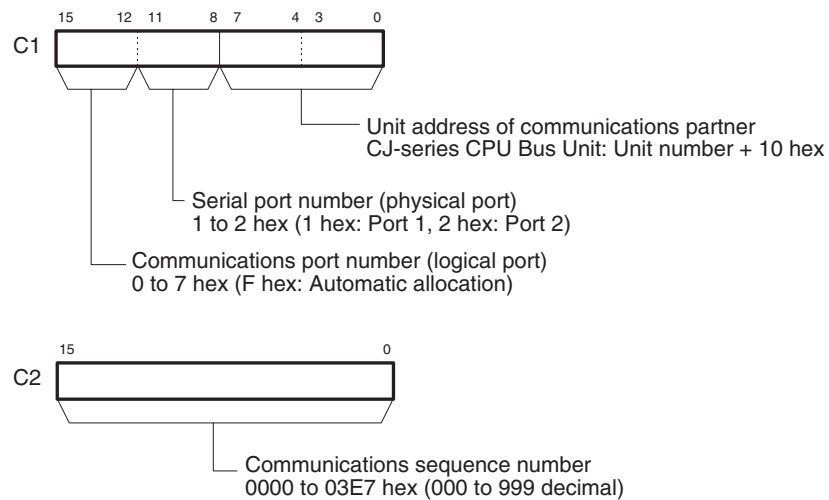 15 12 11 8 7 4 3 0
C1
Unit address of communications partner
CJ-series CPU Bus Unit: Unit number + 10 hex
Serial port number (physical port)
1 to 2 hex (1 hex: Port 1, 2 hex: Port 2)
Communications port number (logical port)
0 to 7 hex (F hex: Automatic allocation)
15 0
C2
Communications sequence number
0000 to 03E7 hex (000 to 999 decimal)